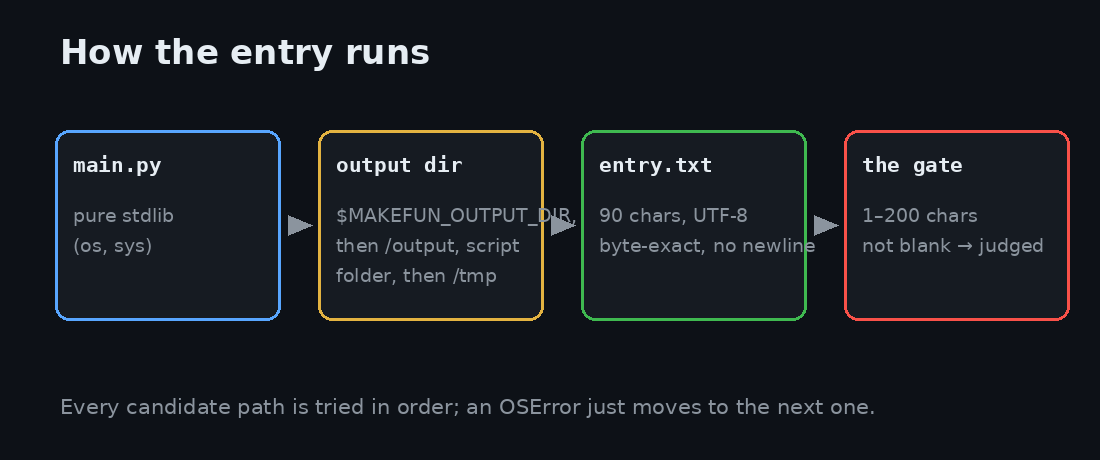 How the entry runs
main.py
pure stdlib
(os, sys)
output dir
$MAKEFUN_OUTPUT_DIR,
then /output, script
folder, then /tmp
entry.txt
90 chars, UTF-8
byte-exact, no newline
the gate
1–200 chars
not blank → judged
Every candidate path is tried in order; an OSError just moves to the next one.